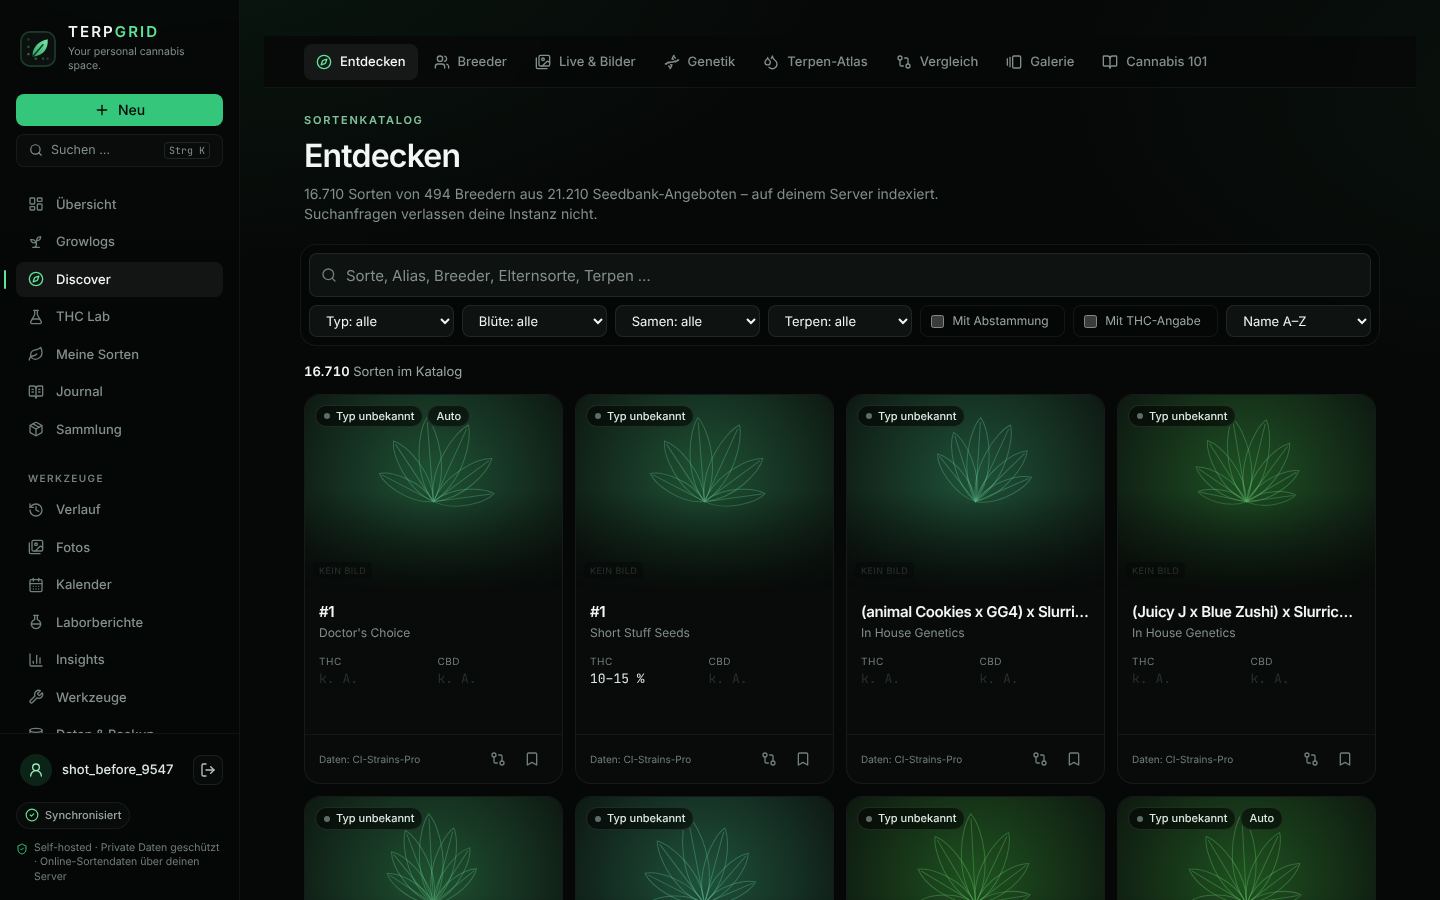 TERPGRID
Your personal cannabis
space.
Neu
Suchen ...
Strg K
Übersicht
Growlogs
Discover
THC Lab
Meine Sorten
Journal
Sammlung
WERKZEUGE
Verlauf
Fotos
Kalender
Laborberichte
Insights
Werkzeuge
Daten & Backup
shot_before_9547
Synchronisiert
Self-hosted · Private Daten geschützt
· Online-Sortendaten über deinen
Server
Entdecken
Breeder
Live & Bilder
Genetik
Terpen-Atlas
Vergleich
Galerie
Cannabis 101
SORTENKATALOG
Entdecken
16.710 Sorten von 494 Breedern aus 21.210 Seedbank-Angeboten – auf deinem Server indexiert.
Suchanfragen verlassen deine Instanz nicht.
Sorte, Alias, Breeder, Elternsorte, Terpen ...
Typ: alle
Blüte: alle
Samen: alle
Terpen: alle
Mit Abstammung
Mit THC-Angabe
Name A–Z
16.710 Sorten im Katalog
Typ unbekannt
Auto
KEIN BILD
#1
Doctor's Choice
THC
CBD
k. A.
k. A.
Daten: CI-Strains-Pro
Typ unbekannt
KEIN BILD
#1
Short Stuff Seeds
THC
CBD
10–15 %
k. A.
Daten: CI-Strains-Pro
Typ unbekannt
KEIN BILD
(animal Cookies x GG4) x Slurri...
In House Genetics
THC
CBD
k. A.
k. A.
Daten: CI-Strains-Pro
Typ unbekannt
KEIN BILD
(Juicy J x Blue Zushi) x Slurric...
In House Genetics
THC
CBD
k. A.
k. A.
Daten: CI-Strains-Pro
Typ unbekannt
Typ unbekannt
Typ unbekannt
Typ unbekannt
Auto